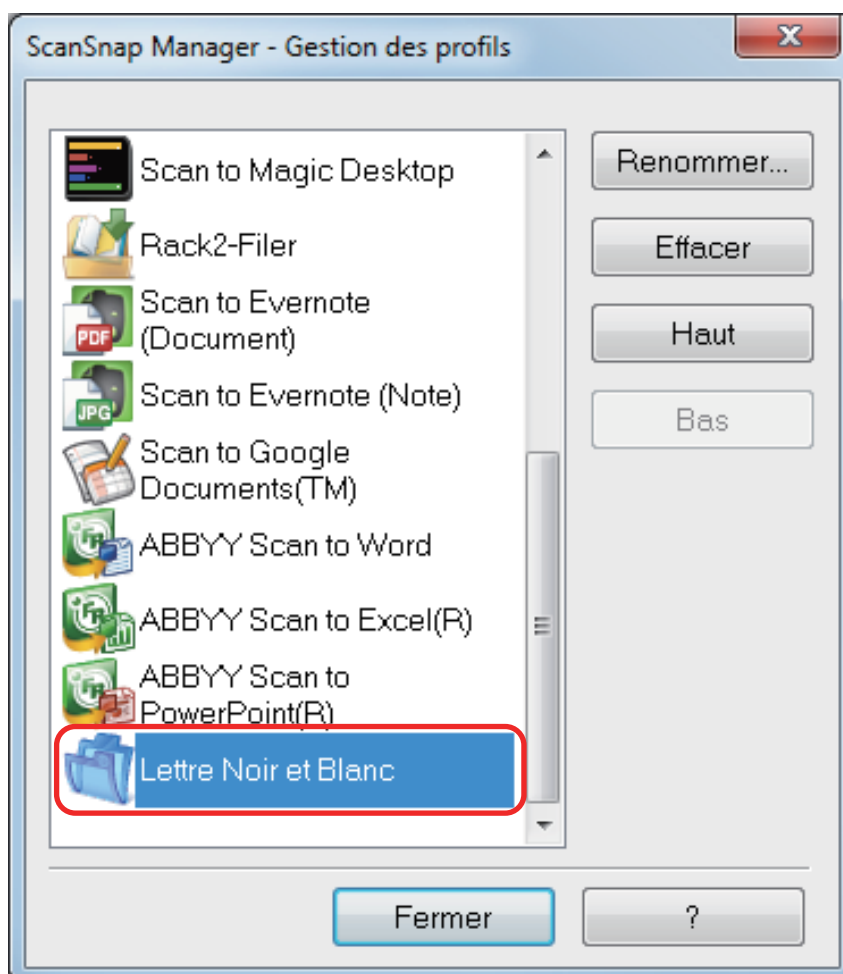 ScanSnap Manager - Gestion des profils
Scan to Magic Desktop
Rack2-Filer
Scan to Evernote
(Document)
PDF
Scan to Evernote (Note)
JPG
Scan to Google
Documents(TM)
ABBYY Scan to Word
ABBYY Scan to Excel(R)
ABBYY Scan to
PowerPoint(R)
Lettre Noir et Blanc
Renommer...
Effacer
Haut
Bas
Fermer
?